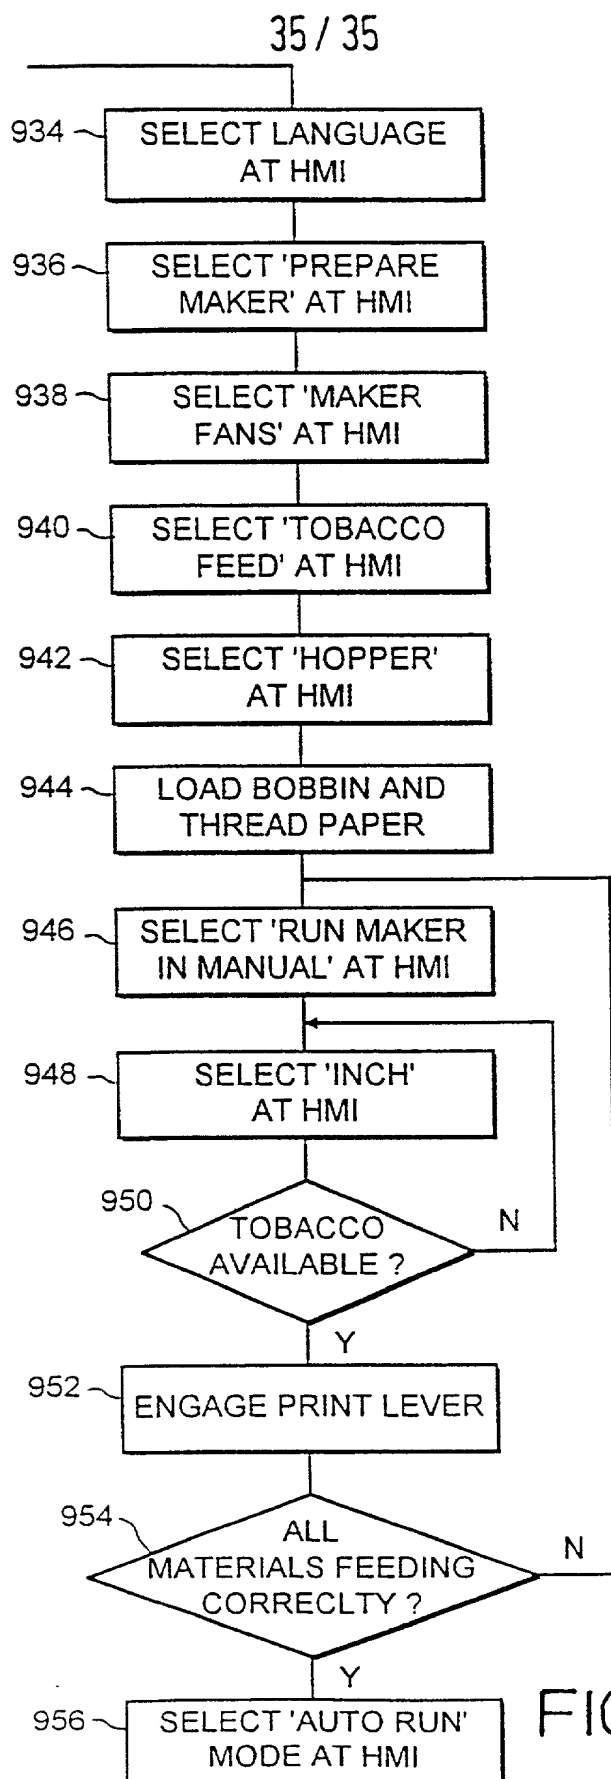 35/35
934
SELECT LANGUAGE
AT HMI
936
SELECT 'PREPARE
MAKER' AT HMI
938
SELECT 'MAKER
FANS' AT HMI
940
SELECT 'TOBACCO
FEED' AT HMI
942
SELECT 'HOPPER'
AT HMI
944
LOAD BOBBIN AND
THREAD PAPER
946
SELECT 'RUN MAKER
IN MANUAL' AT HMI
948
SELECT 'INCH'
AT HMI
950
TOBACCO
AVAILABLE ?
N
Y
952
ENGAGE PRINT LEVER
954
ALL
MATERIALS FEEDING
CORRECLTY ?
N
Y
956
SELECT 'AUTO RUN'
MODE AT HMI